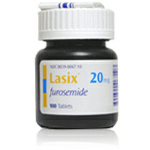 Lasix® 20mg
furosemide
100 Tablets